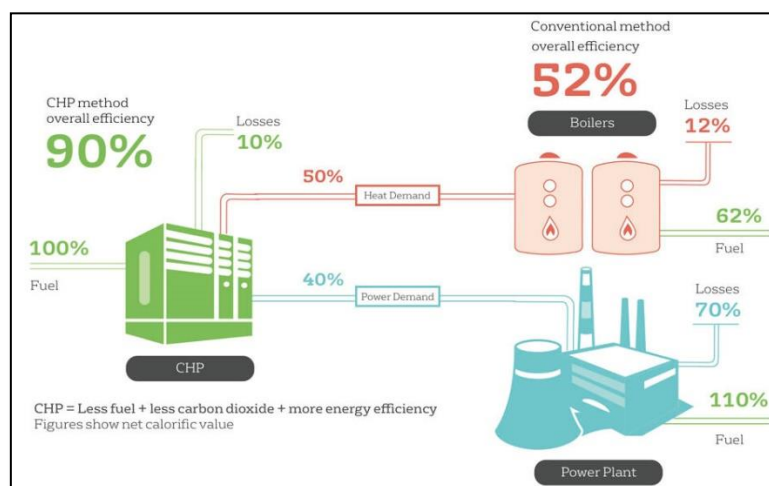 Conventional method
overall efficiency
52%
Boilers
CHP method
overall efficiency
90%
Losses
10%
Losses
12%
50%
Heat Demand
62%
Fuel
100%
Fuel
40%
Power Demand
Losses
70%
CHP
110%
Fuel
CHP = Less fuel + less carbon dioxide + more energy efficiency
Figures show net calorific value
Power Plant